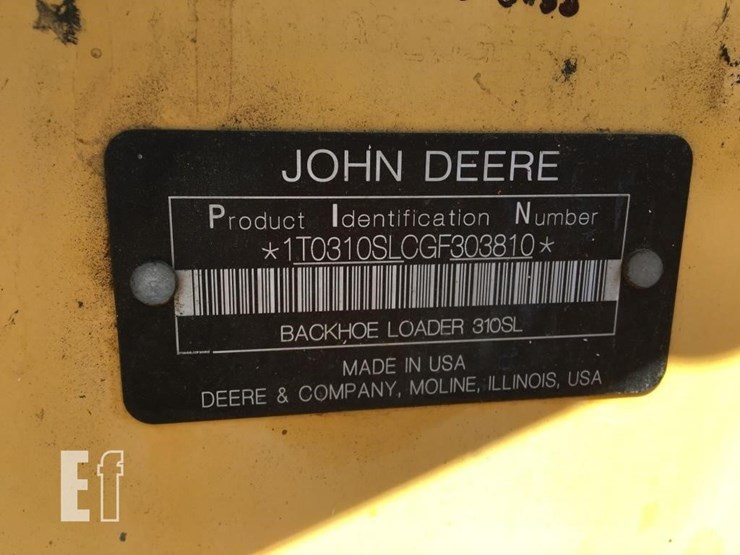 JOHN DEERE
Product Identification Number
*1T0310SLCGF303810*
BACKHOE LOADER 310SL
MADE IN USA
DEERE & COMPANY, MOLINE, ILLINOIS, USA
Ef